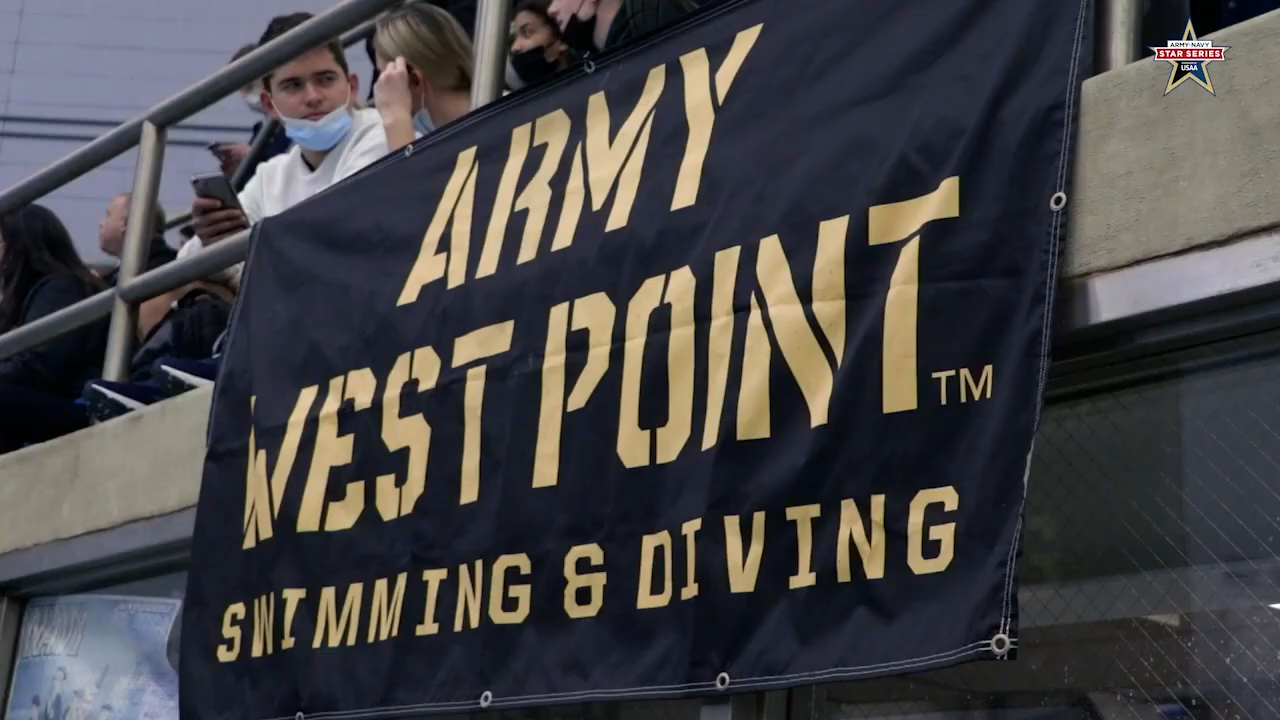 ARMY-NAVY
STAR SERIES
USAA
ARMY
WEST POINT™
SWIMMING & DIVING